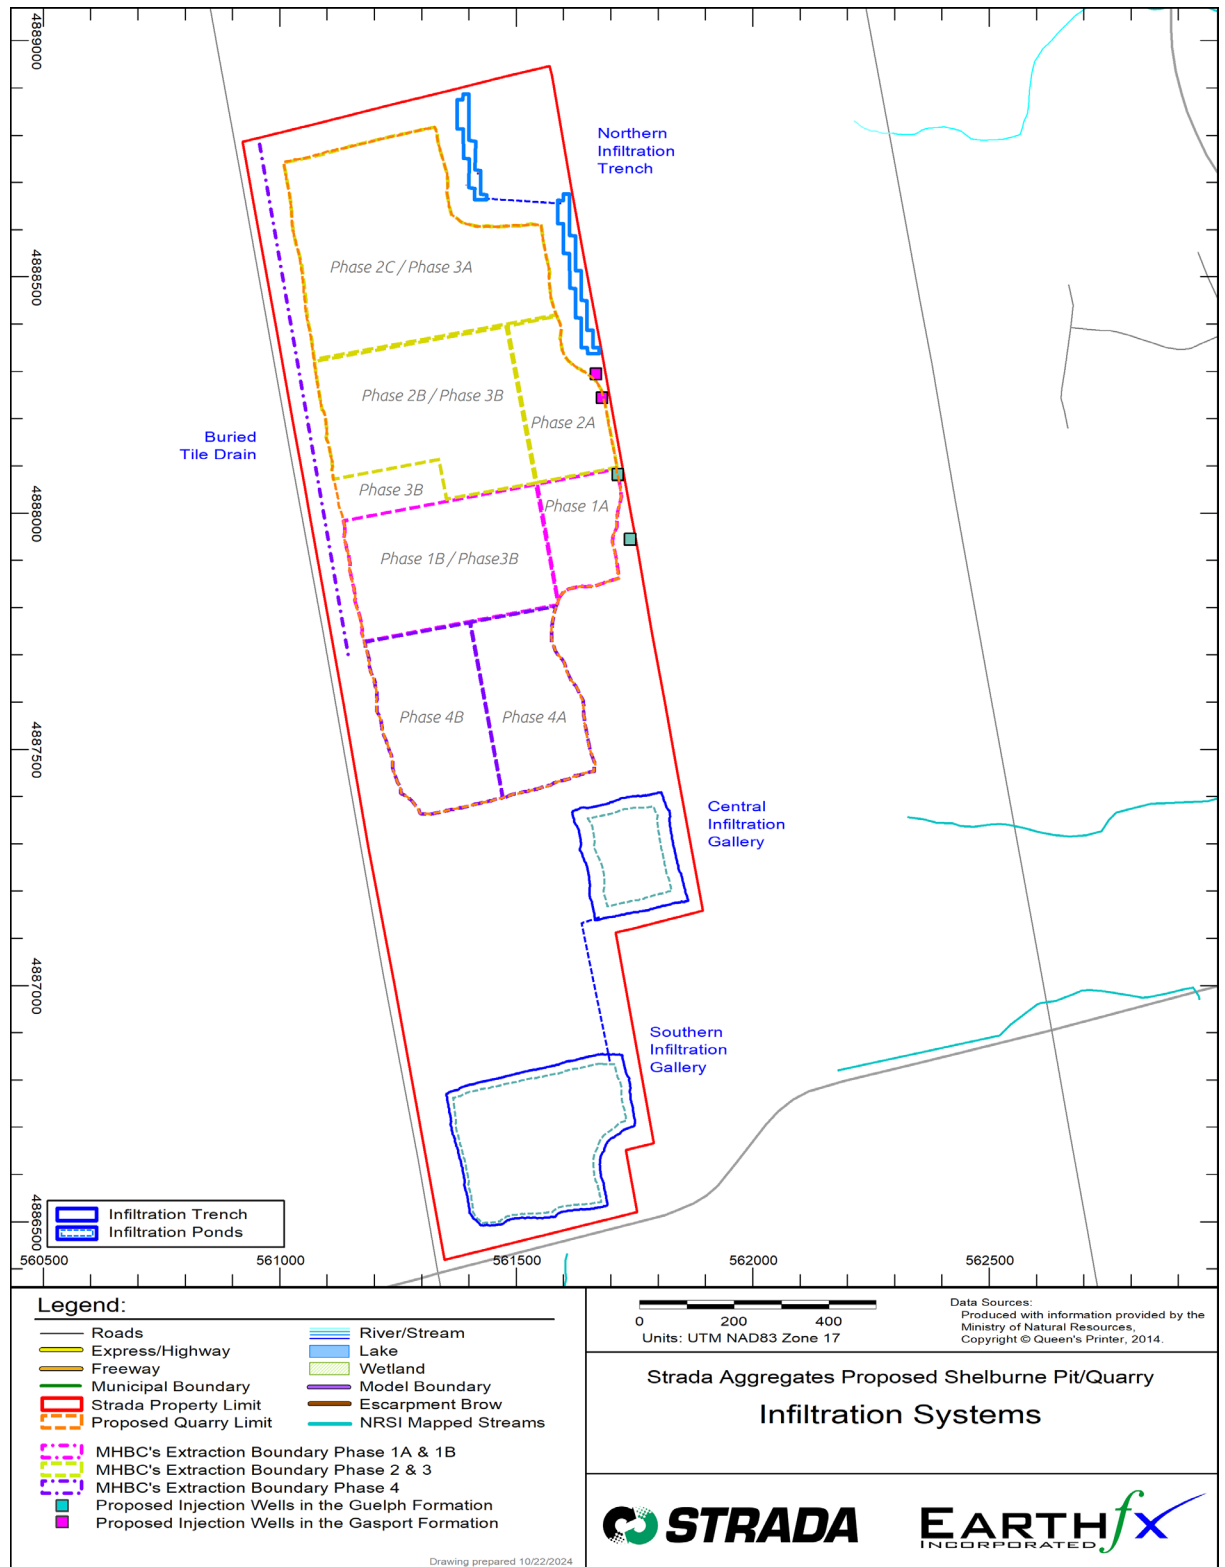 4889000
Northern
Infiltration
Trench
4888500
Phase 2C / Phase 3A
Phase 2B / Phase 3B
Phase 2A
Buried
Tile Drain
Phase 3B
Phase 1A
4888000
Phase 1B / Phase3B
Phase 4B
Phase 4A
4887500
Central
Infiltration
Gallery
4887000
Southern
Infiltration
Gallery
4886500
Infiltration Trench
Infiltration Ponds
560500 561000 561500 562000 562500
Legend:
Roads
Express/Highway
Freeway
Municipal Boundary
Strada Property Limit
Proposed Quarry Limit
River/Stream
Lake
Wetland
Model Boundary
Escarpment Brow
NRSI Mapped Streams
MHBC's Extraction Boundary Phase 1A & 1B
MHBC's Extraction Boundary Phase 2 & 3
MHBC's Extraction Boundary Phase 4
Proposed Injection Wells in the Guelph Formation
Proposed Injection Wells in the Gasport Formation
Drawing prepared 10/22/2024
0 200 400
Units: UTM NAD83 Zone 17
Data Sources:
Produced with information provided by the
Ministry of Natural Resources,
Copyright © Queen's Printer, 2014.
Strada Aggregates Proposed Shelburne Pit/Quarry
Infiltration Systems
STRADA
EARTHfx
INCORPORATED